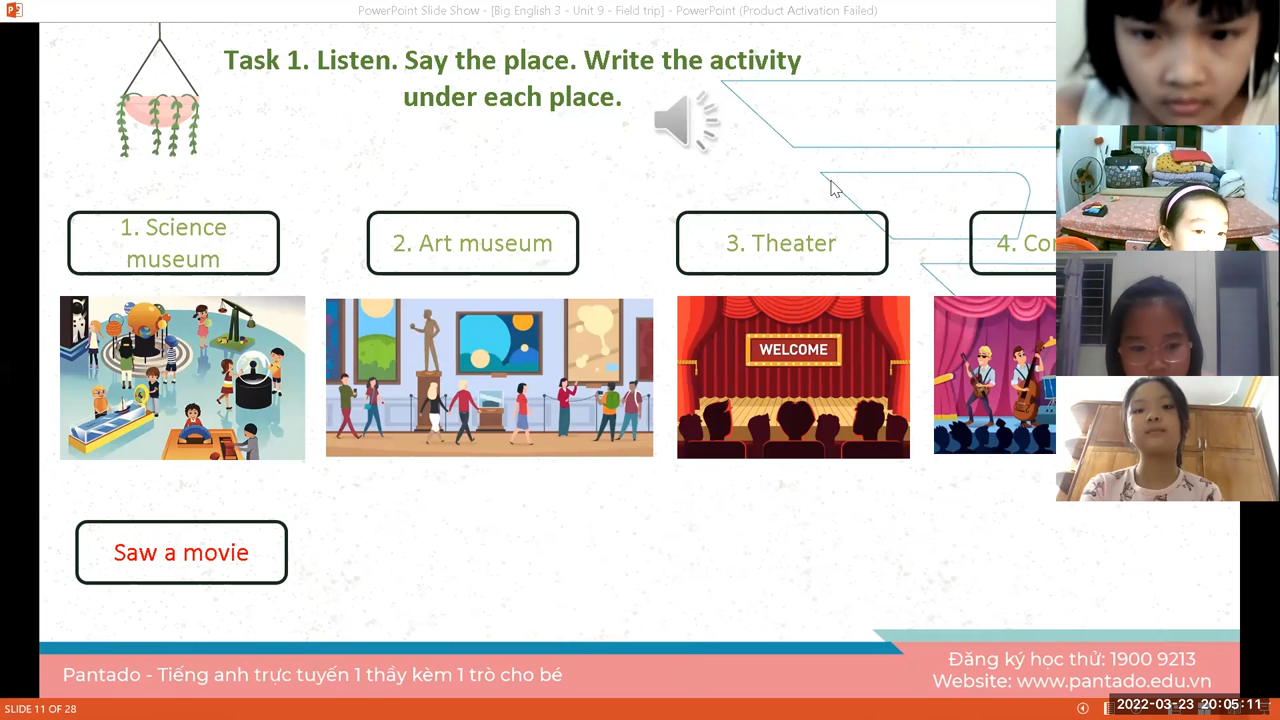 PowerPoint Slide Show - [Big English 3 - Unit 9 - Field trip] - PowerPoint (Product Activation Failed)
Task 1. Listen. Say the place. Write the activity
under each place.
1. Science
museum
2. Art museum
3. Theater
4. Con
WELCOME
Saw a movie
Pantado - Tiếng anh trực tuyến 1 thầy kèm 1 trò cho bé
Đăng ký học thử: 1900 9213
Website: www.pantado.edu.vn
SLIDE 11 OF 28
2022-03-23 20:05:11